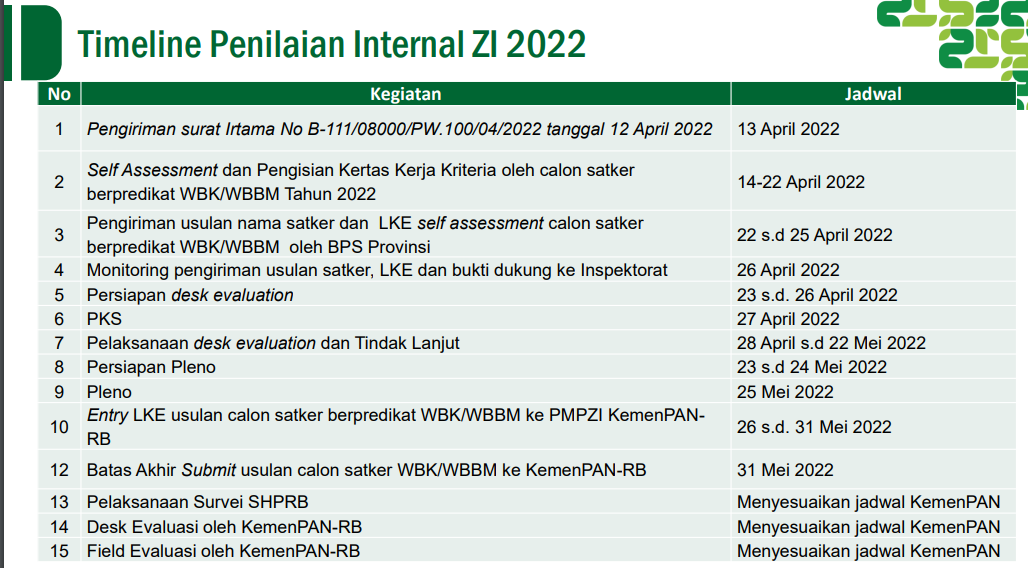 Timeline Penilaian Internal ZI 2022
No Kegiatan Jadwal
1 Pengiriman surat Irtama No B-111/08000/PW.100/04/2022 tanggal 12 April 2022 13 April 2022
2 Self Assessment dan Pengisian Kertas Kerja Kriteria oleh calon satker
berpredikat WBK/WBBM Tahun 2022 14-22 April 2022
3 Pengiriman usulan nama satker dan LKE self assessment calon satker
berpredikat WBK/WBBM oleh BPS Provinsi 22 s.d 25 April 2022
4 Monitoring pengiriman usulan satker, LKE dan bukti dukung ke Inspektorat 26 April 2022
5 Persiapan desk evaluation 23 s.d. 26 April 2022
6 PKS 27 April 2022
7 Pelaksanaan desk evaluation dan Tindak Lanjut 28 April s.d 22 Mei 2022
8 Persiapan Pleno 23 s.d 24 Mei 2022
9 Pleno 25 Mei 2022
10 Entry LKE usulan calon satker berpredikat WBK/WBBM ke PMPZI KemenPAN-
RB 26 s.d. 31 Mei 2022
12 Batas Akhir Submit usulan calon satker WBK/WBBM ke KemenPAN-RB 31 Mei 2022
13 Pelaksanaan Survei SHPRB Menyesuaikan jadwal KemenPAN
14 Desk Evaluasi oleh KemenPAN-RB Menyesuaikan jadwal KemenPAN
15 Field Evaluasi oleh KemenPAN-RB Menyesuaikan jadwal KemenPAN